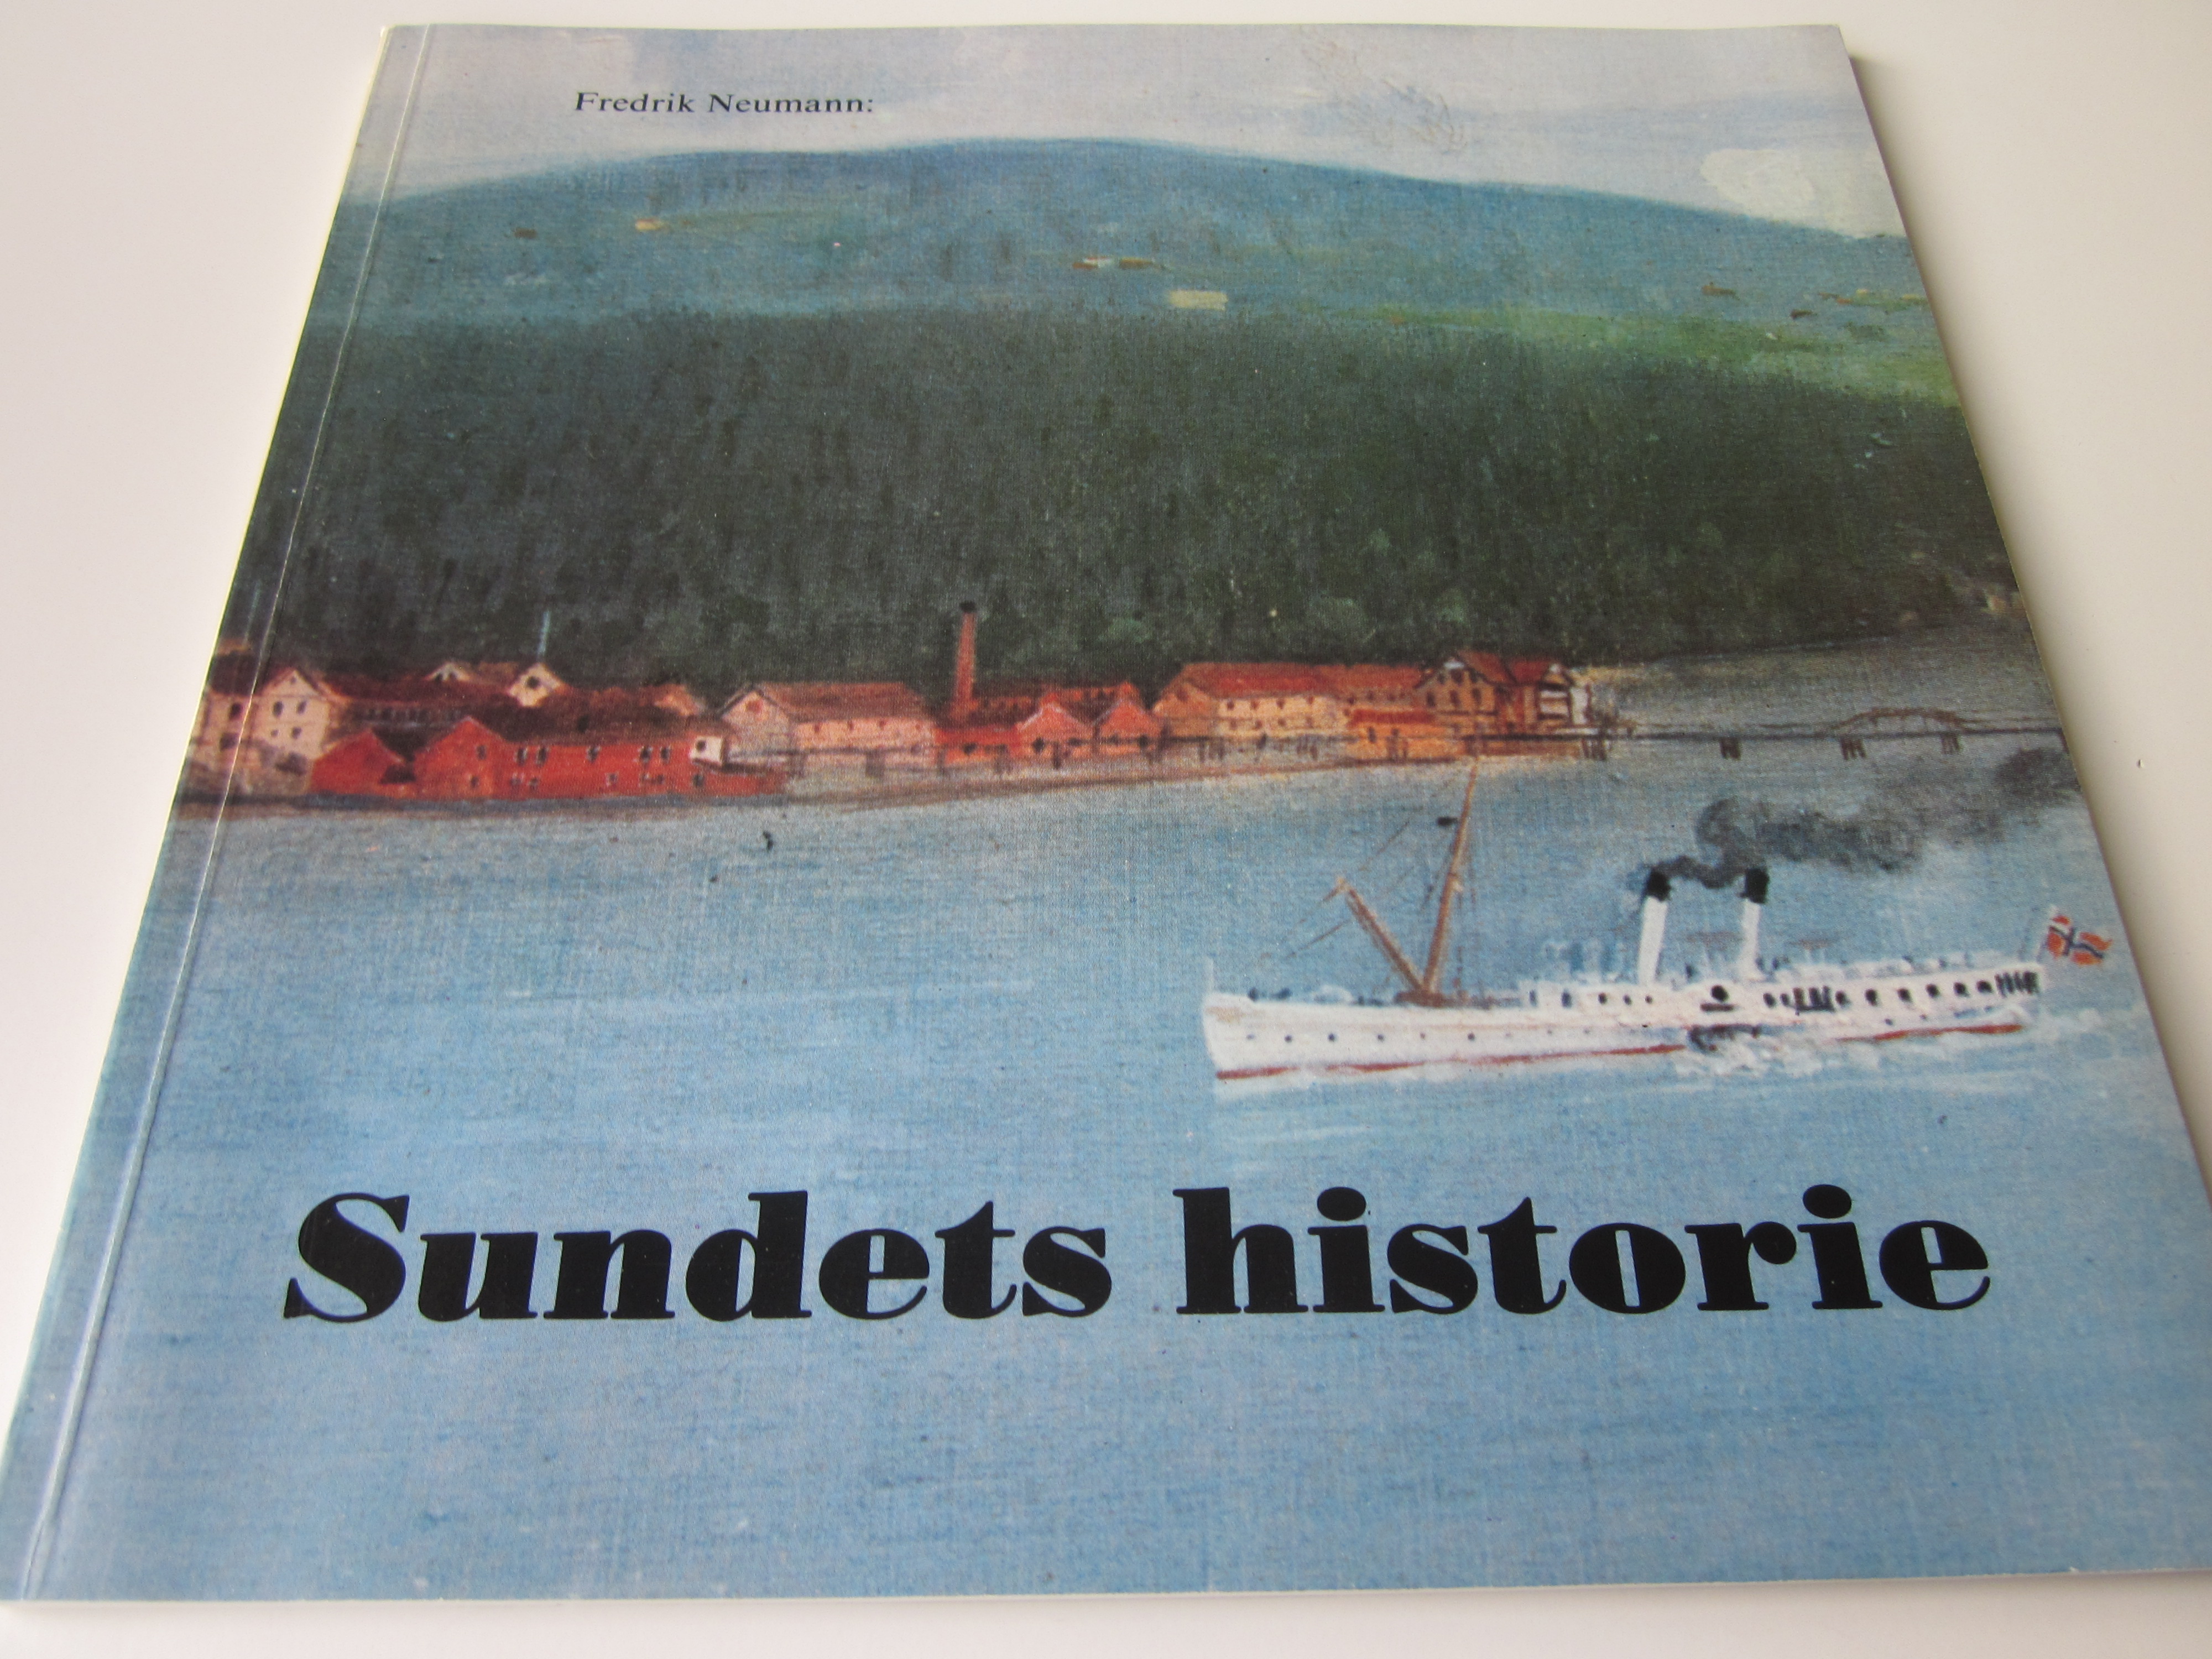 Fredrik Neumann:
Sundets historie